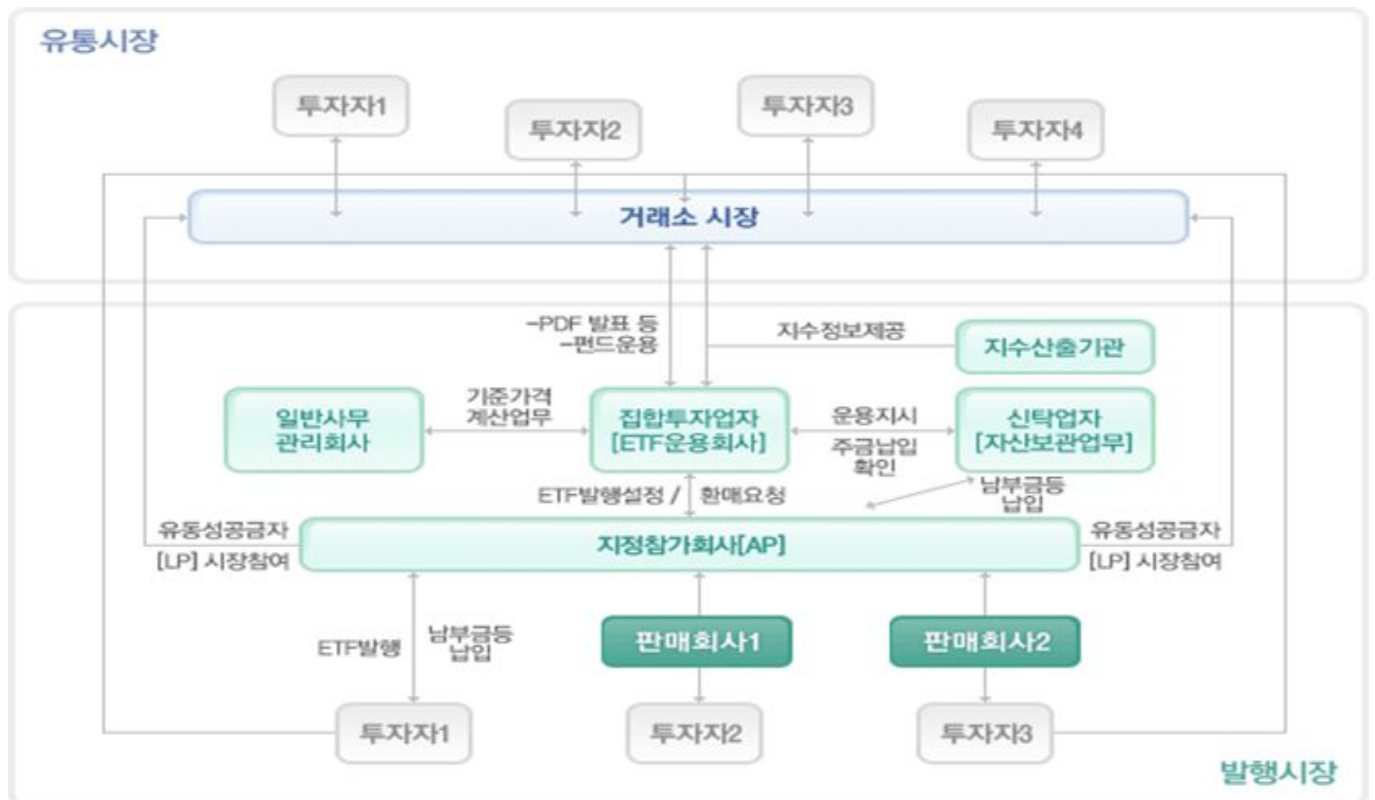 유통시장
투자자1
투자자2
투자자3
투자자4
거래소 시장
-PDF 발표 등
-펀드운용
지수정보제공
지수산출기관
일반사무
관리회사
기준가격
계산업무
집합투자업자
[ETF운용회사]
운용지시
주금납입
확인
신탁업자
[자산보관업무]
ETF발행설정 / 환매요청
남부금등
납입
유동성공급자
[LP] 시장참여
지정참가회사[AP]
유동성공급자
[LP] 시장참여
ETF발행
남부금등
납입
판매회사1
판매회사2
투자자1
투자자2
투자지3
발행시장